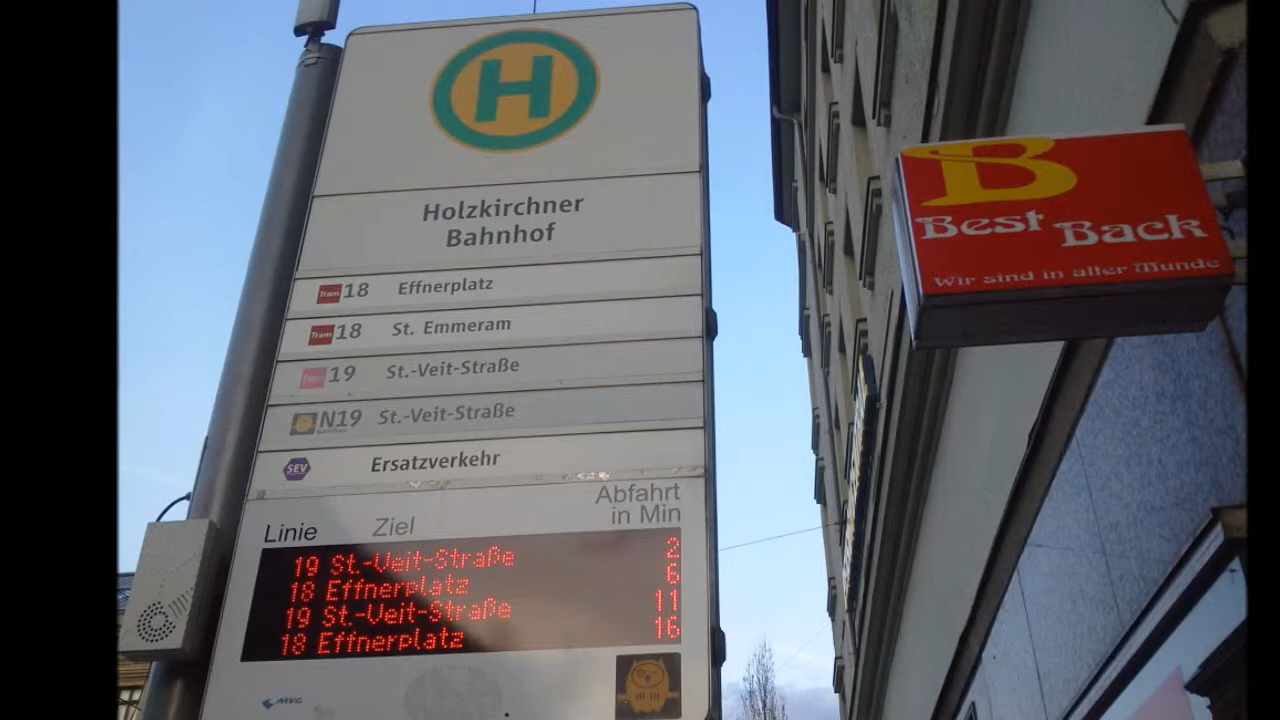 H
Holzkirchner
Bahnhof
Tram 18 Effnerplatz
Tram 18 St. Emmeram
Tram 19 St.-Veit-Straße
N19 St.-Veit-Straße
SEV Ersatzverkehr
Linie Ziel Abfahrt in Min
19 St.-Veit-Straße 2
18 Effnerplatz 6
19 St.-Veit-Straße 11
18 Effnerplatz 16
MVG
B
Best Back
Wir sind in aller Munde